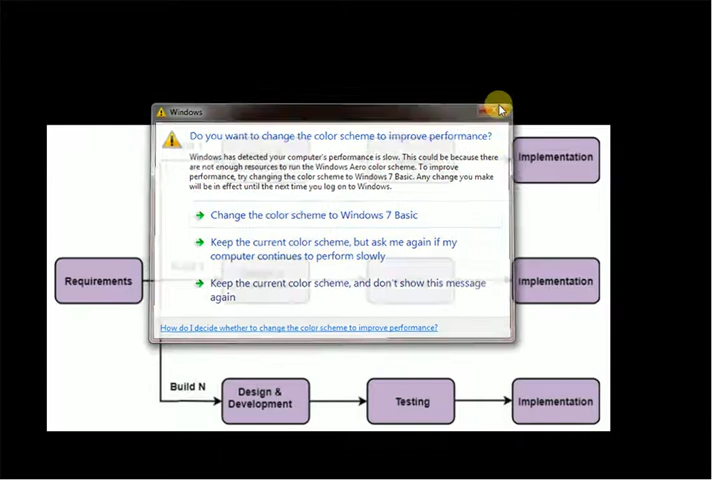 Windows
Do you want to change the color scheme to improve performance?
Windows has detected your computer's performance is slow. This could be because there
are not enough resources to run the Windows Aero color scheme. To improve
performance, try changing the color scheme to Windows 7 Basic. Any change you make
will be in effect until the next time you log on to Windows.
Change the color scheme to Windows 7 Basic
Keep the current color scheme, but ask me again if my
computer continues to perform slowly
Keep the current color scheme, and don't show this message
again
How do I decide whether to change the color scheme to improve performance?
Implementation
Requirements
Implementation
Build N
Design &
Development
Testing
Implementation